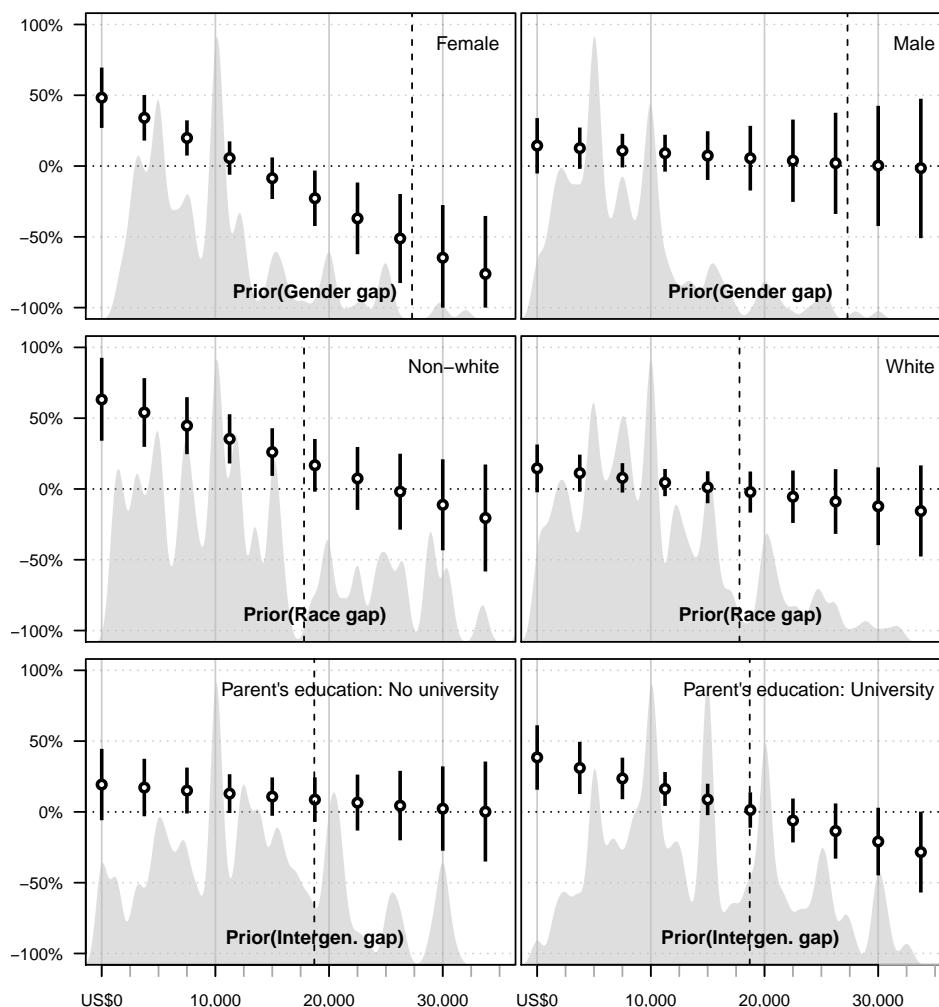 100%
50%
0%
−50%
−100%
Female
Prior(Gender gap)
Male
Prior(Gender gap)
100%
50%
0%
−50%
−100%
Non−white
Prior(Race gap)
White
Prior(Race gap)
100%
50%
0%
−50%
−100%
Parent's education: No university
Prior(Intergen. gap)
Parent's education: University
Prior(Intergen. gap)
US$0 10,000 20,000 30,000 US$0 10,000 20,000 30,000